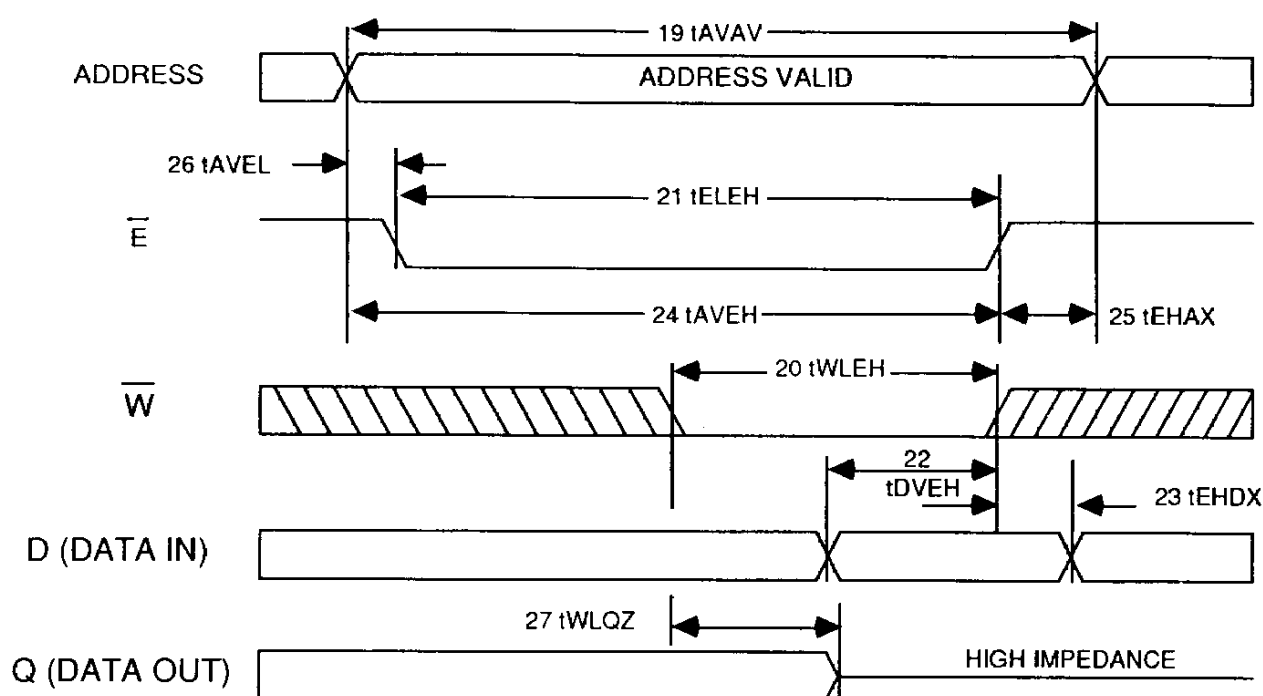 19 tAVAV
ADDRESS
ADDRESS VALID
26 tAVEL
21 tELEH
E̅
24 tAVEH
25 tEHAX
20 tWLEH
W̅
22
tDVEH
23 tEHDX
D (DATA IN)
27 tWLQZ
Q (DATA OUT)
HIGH IMPEDANCE